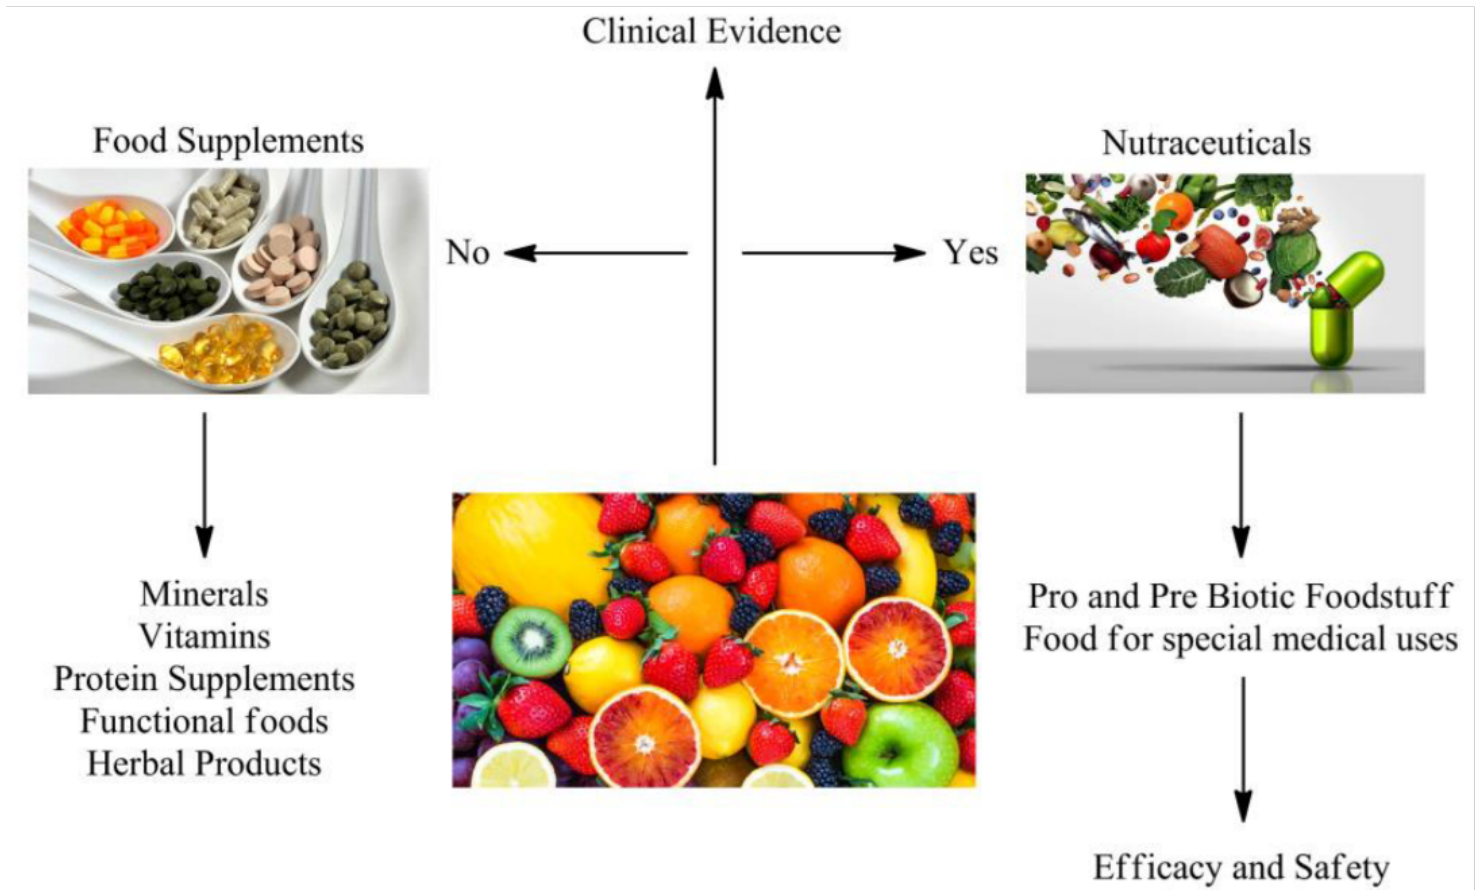 Clinical Evidence
Food Supplements
Nutraceuticals
No
Yes
Minerals
Vitamins
Protein Supplements
Functional foods
Herbal Products
Pro and Pre Biotic Foodstuff
Food for special medical uses
Efficacy and Safety